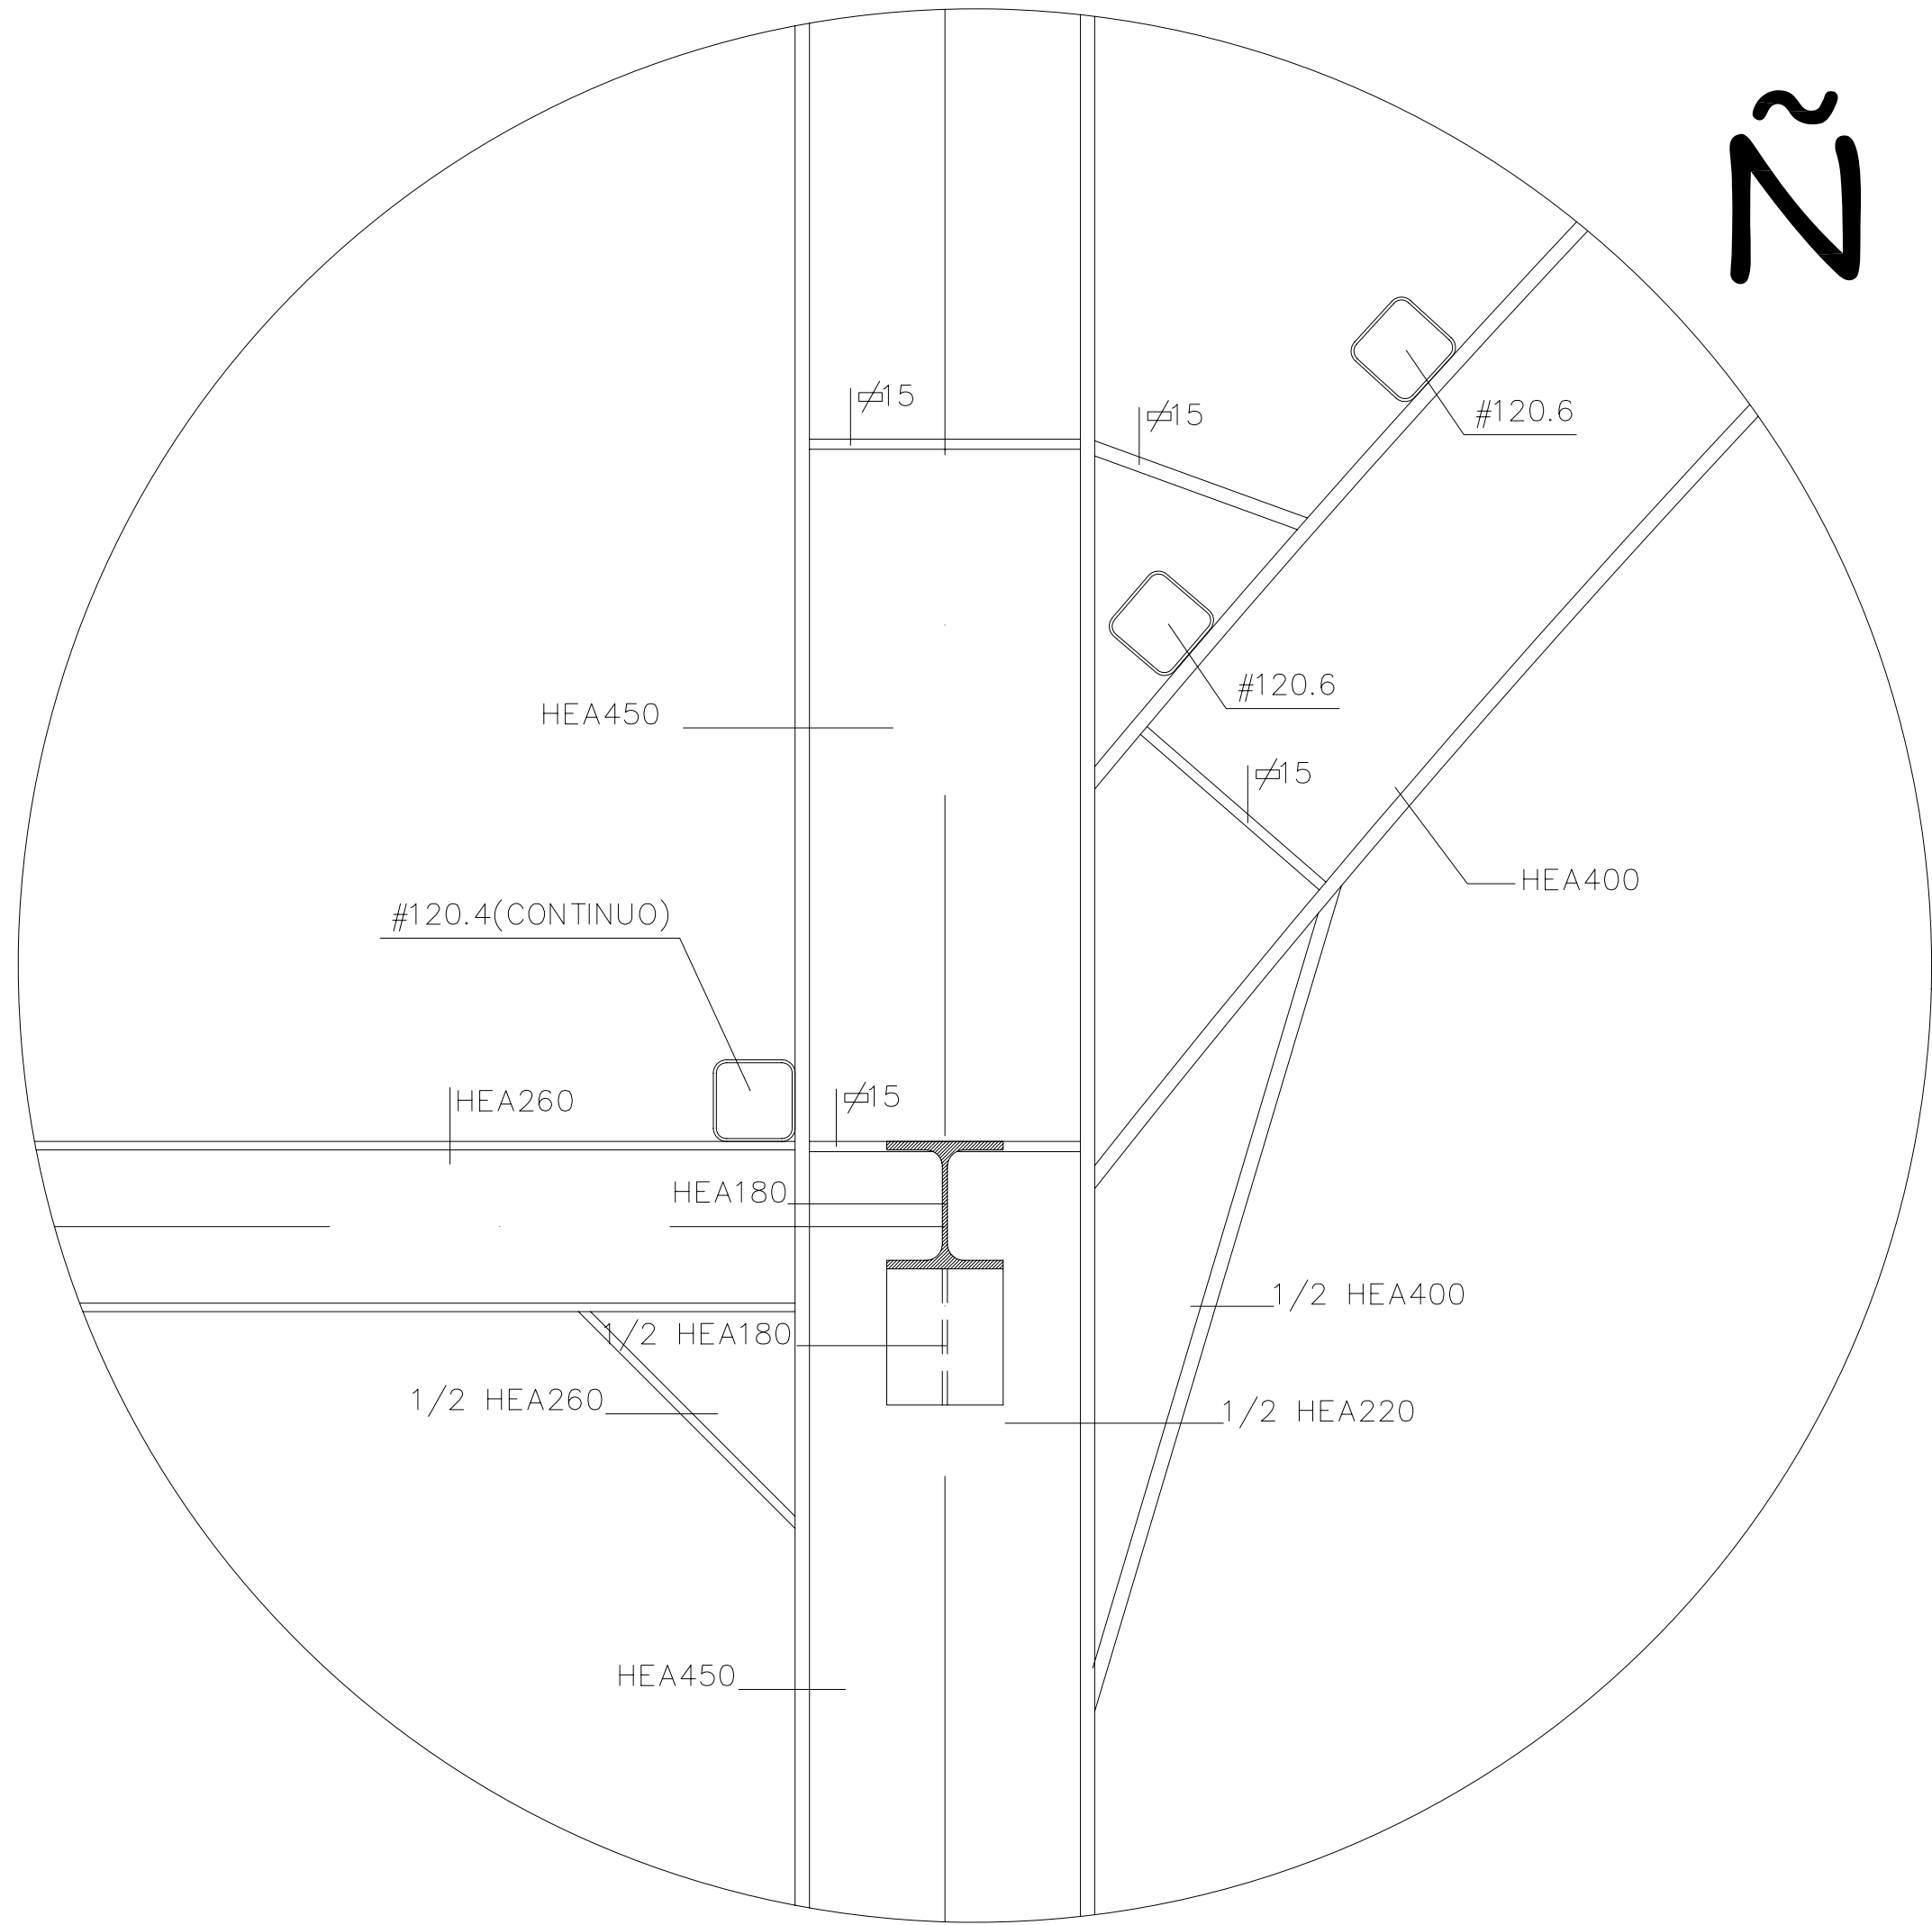 Ñ
⌭15
⌭15
#120.6
#120.6
HEA450
⌭15
HEA400
#120.4(CONTINUO)
HEA260
⌭15
HEA180
1/2 HEA400
1/2 HEA180
1/2 HEA260
1/2 HEA220
HEA450